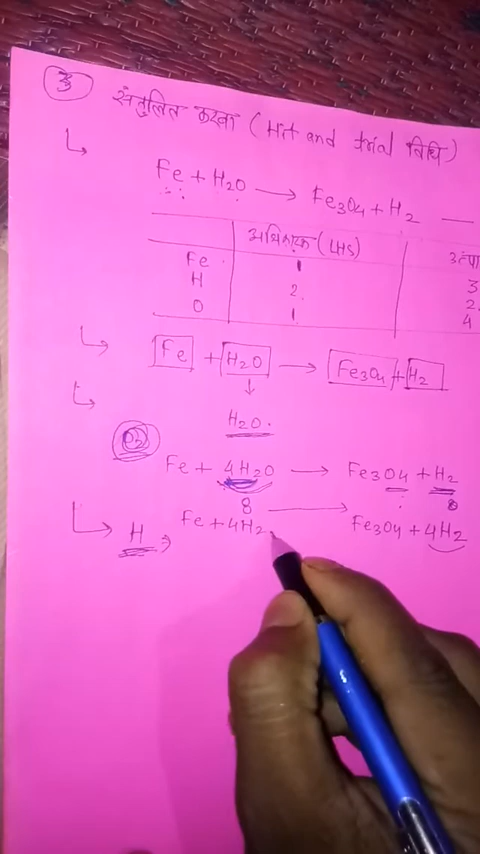 3 संतुलित करना (Hit and trial विधि)
Fe + H2O → Fe3O4 + H2 —
अभिकारक (LHS) उत्पा
Fe 1 3
H 2 2
O 1 4
Fe + H2O → Fe3O4 + H2
H2O.
Fe + 4H2O → Fe3O4 + H2
8 8
H ⇒ Fe + 4H2 → Fe3O4 + 4H2